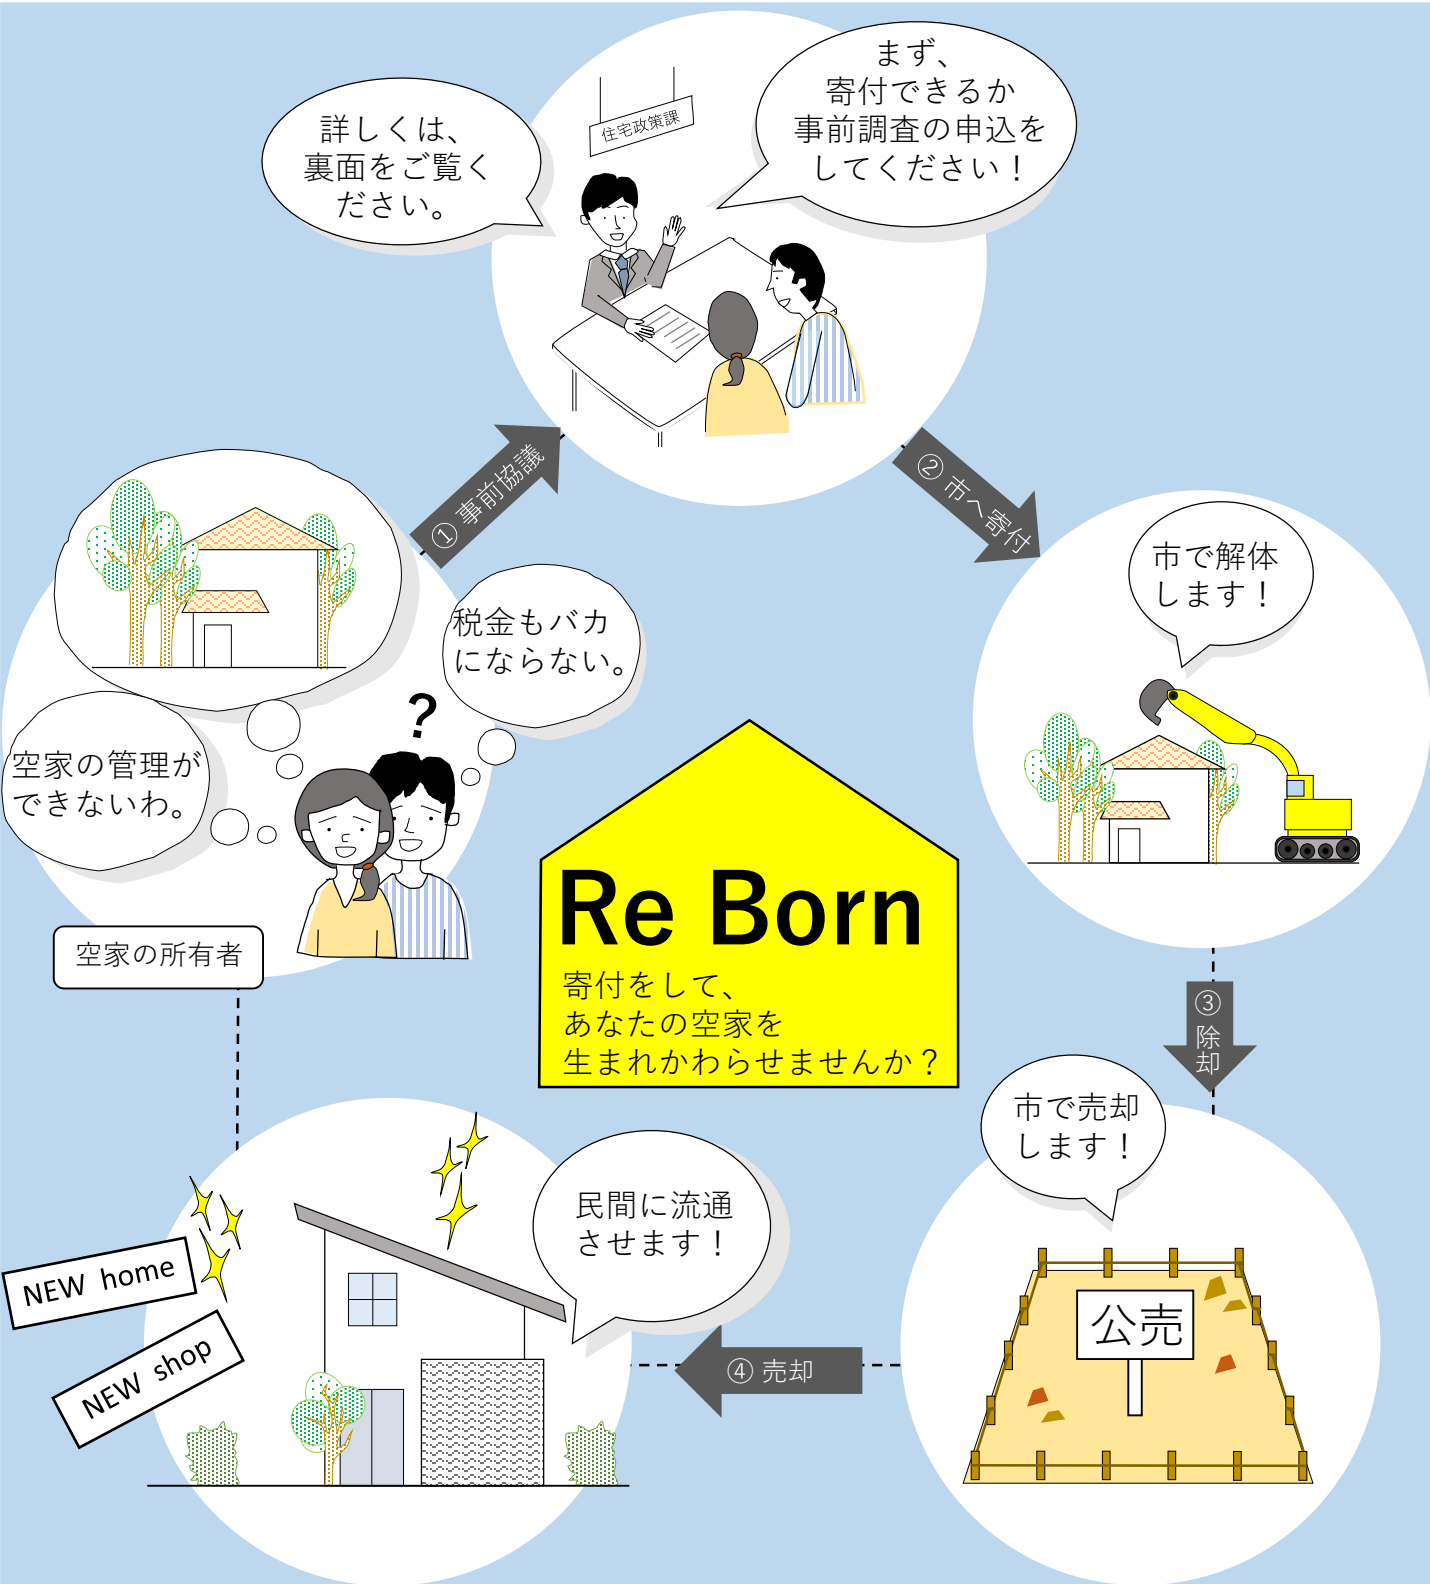 詳しくは、
裏面をご覧く
ださい。
住宅政策課
まず、
寄付できるか
事前調査の申込を
してください！
① 事前協議
② 市へ寄付
税金もバカ
にならない。
?
空家の管理が
できないわ。
空家の所有者
市で解体
します！
Re Born
寄付をして、
あなたの空家を
生まれかわらせませんか？
③
除
却
市で売却
します！
公売
④ 売却
民間に流通
させます！
NEW home
NEW shop